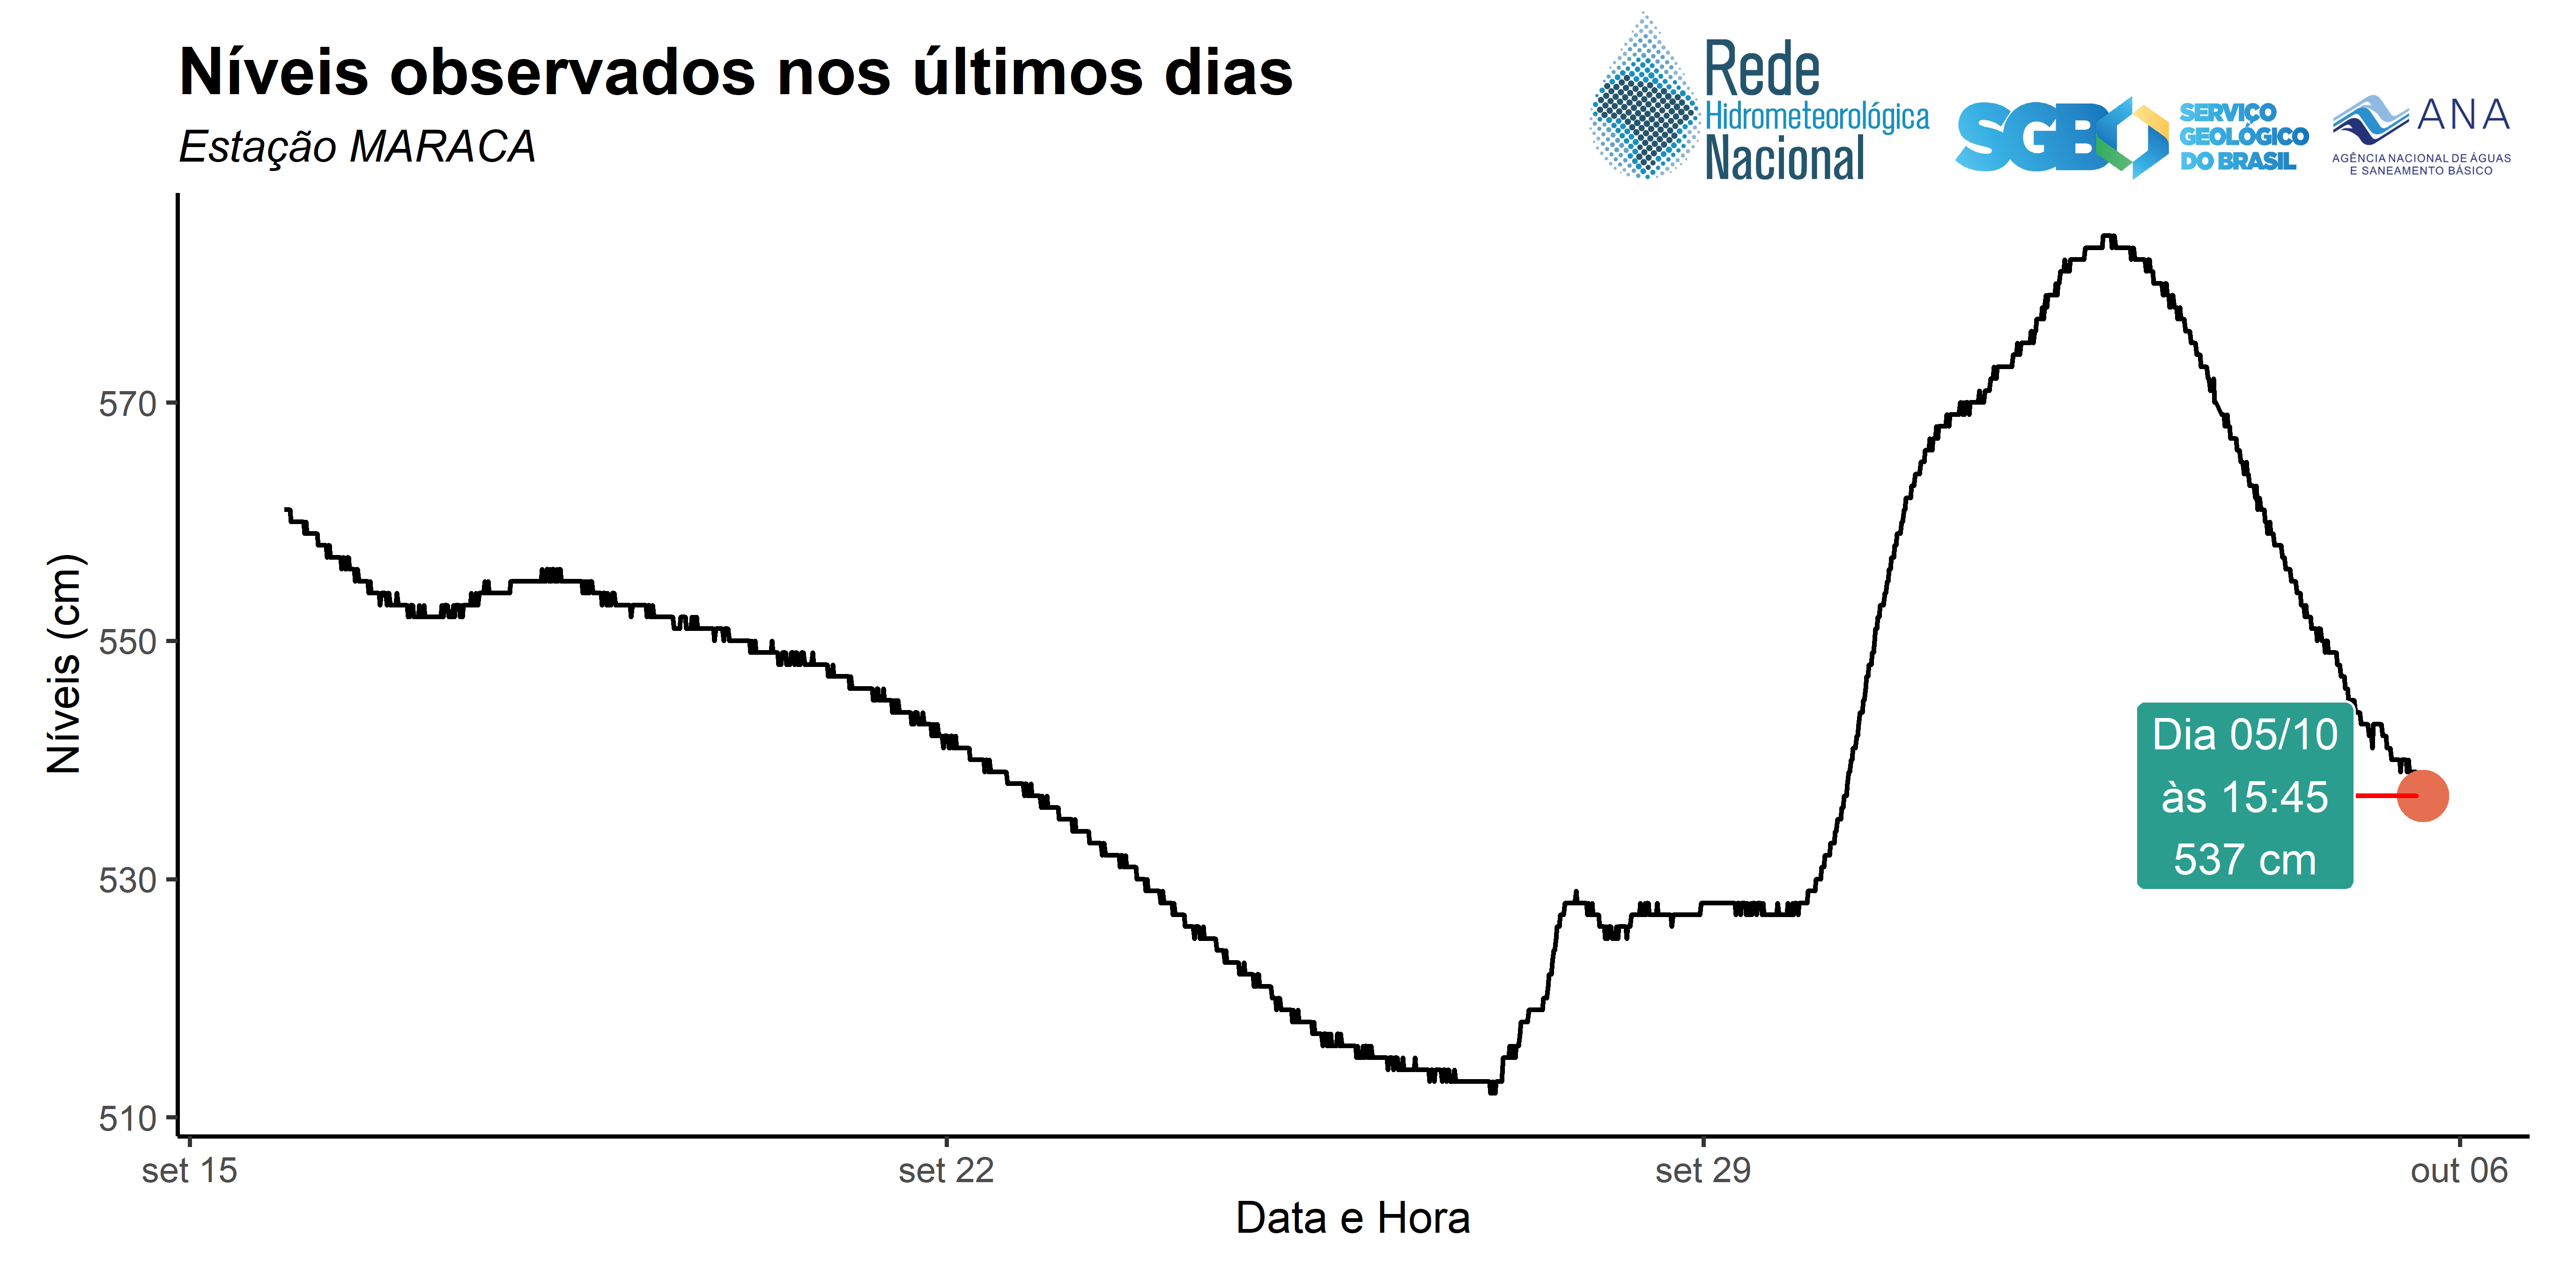 Níveis observados nos últimos dias
Estação MARACA
Rede
Hidrometeorológica
Nacional
SGB
SERVIÇO
GEOLÓGICO
DO BRASIL
ANA
AGÊNCIA NACIONAL DE ÁGUAS
E SANEAMENTO BÁSICO
Níveis (cm)
570
550
530
510
Dia 05/10
às 15:45
537 cm
set 15
set 22
set 29
out 06
Data e Hora